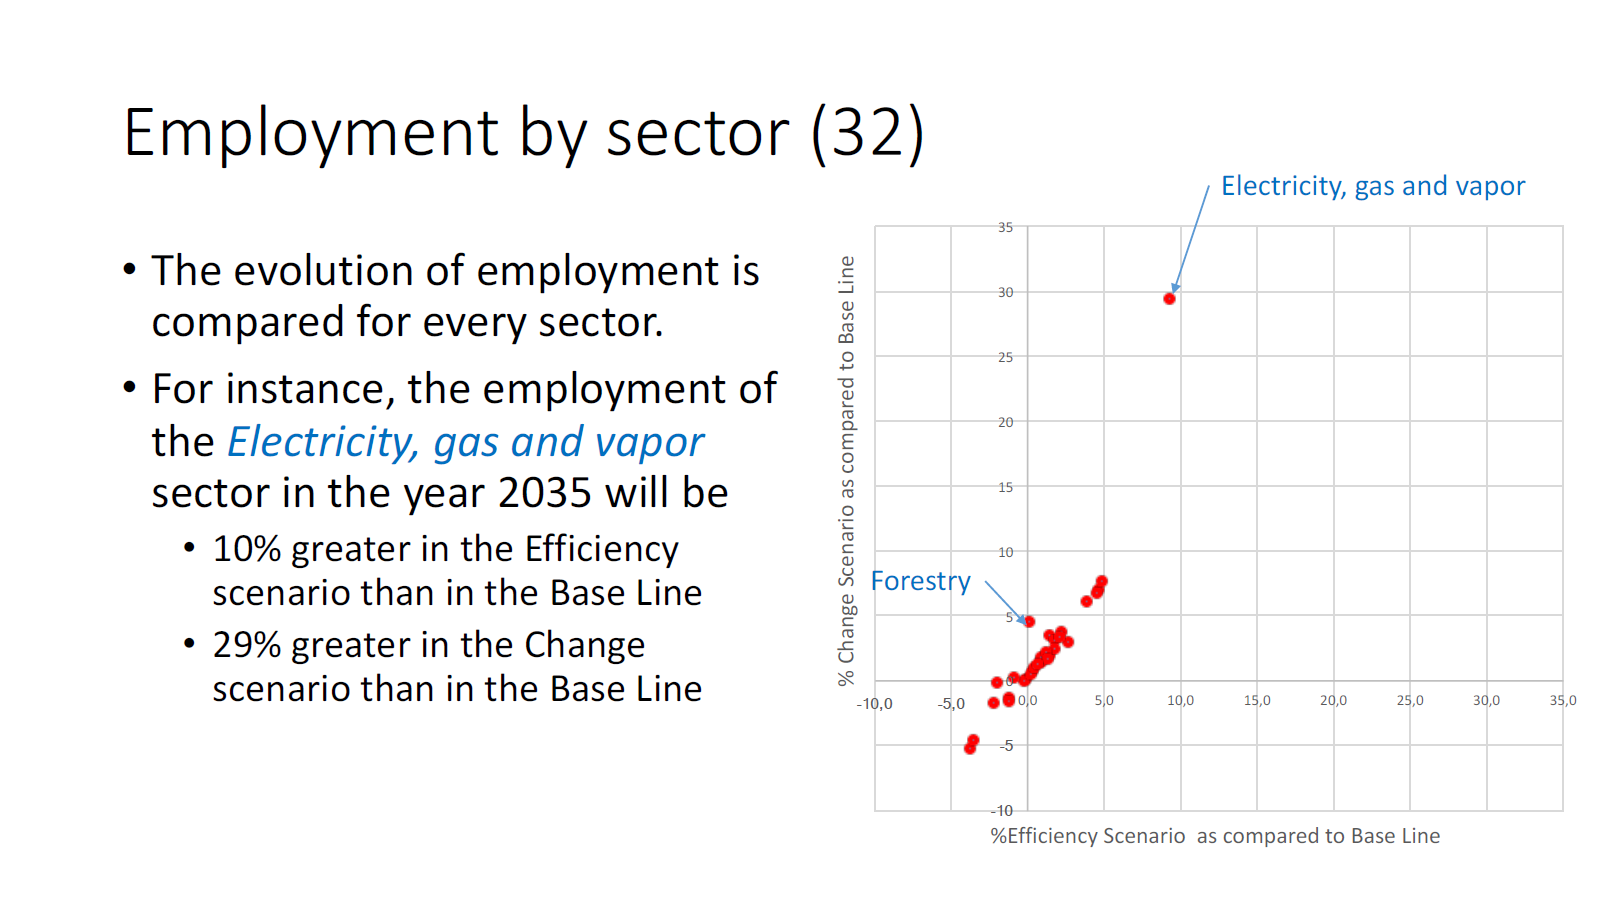 Employment by sector (32)
• The evolution of employment is
compared for every sector.
• For instance, the employment of
the Electricity, gas and vapor
sector in the year 2035 will be
• 10% greater in the Efficiency
scenario than in the Base Line
• 29% greater in the Change
scenario than in the Base Line
Electricity, gas and vapor
% Change Scenario as compared to Base Line
35
30
25
20
15
10
Forestry
5
0
-10,0 -5,0 0,0 5,0 10,0 15,0 20,0 25,0 30,0 35,0
-5
-10
%Efficiency Scenario as compared to Base Line